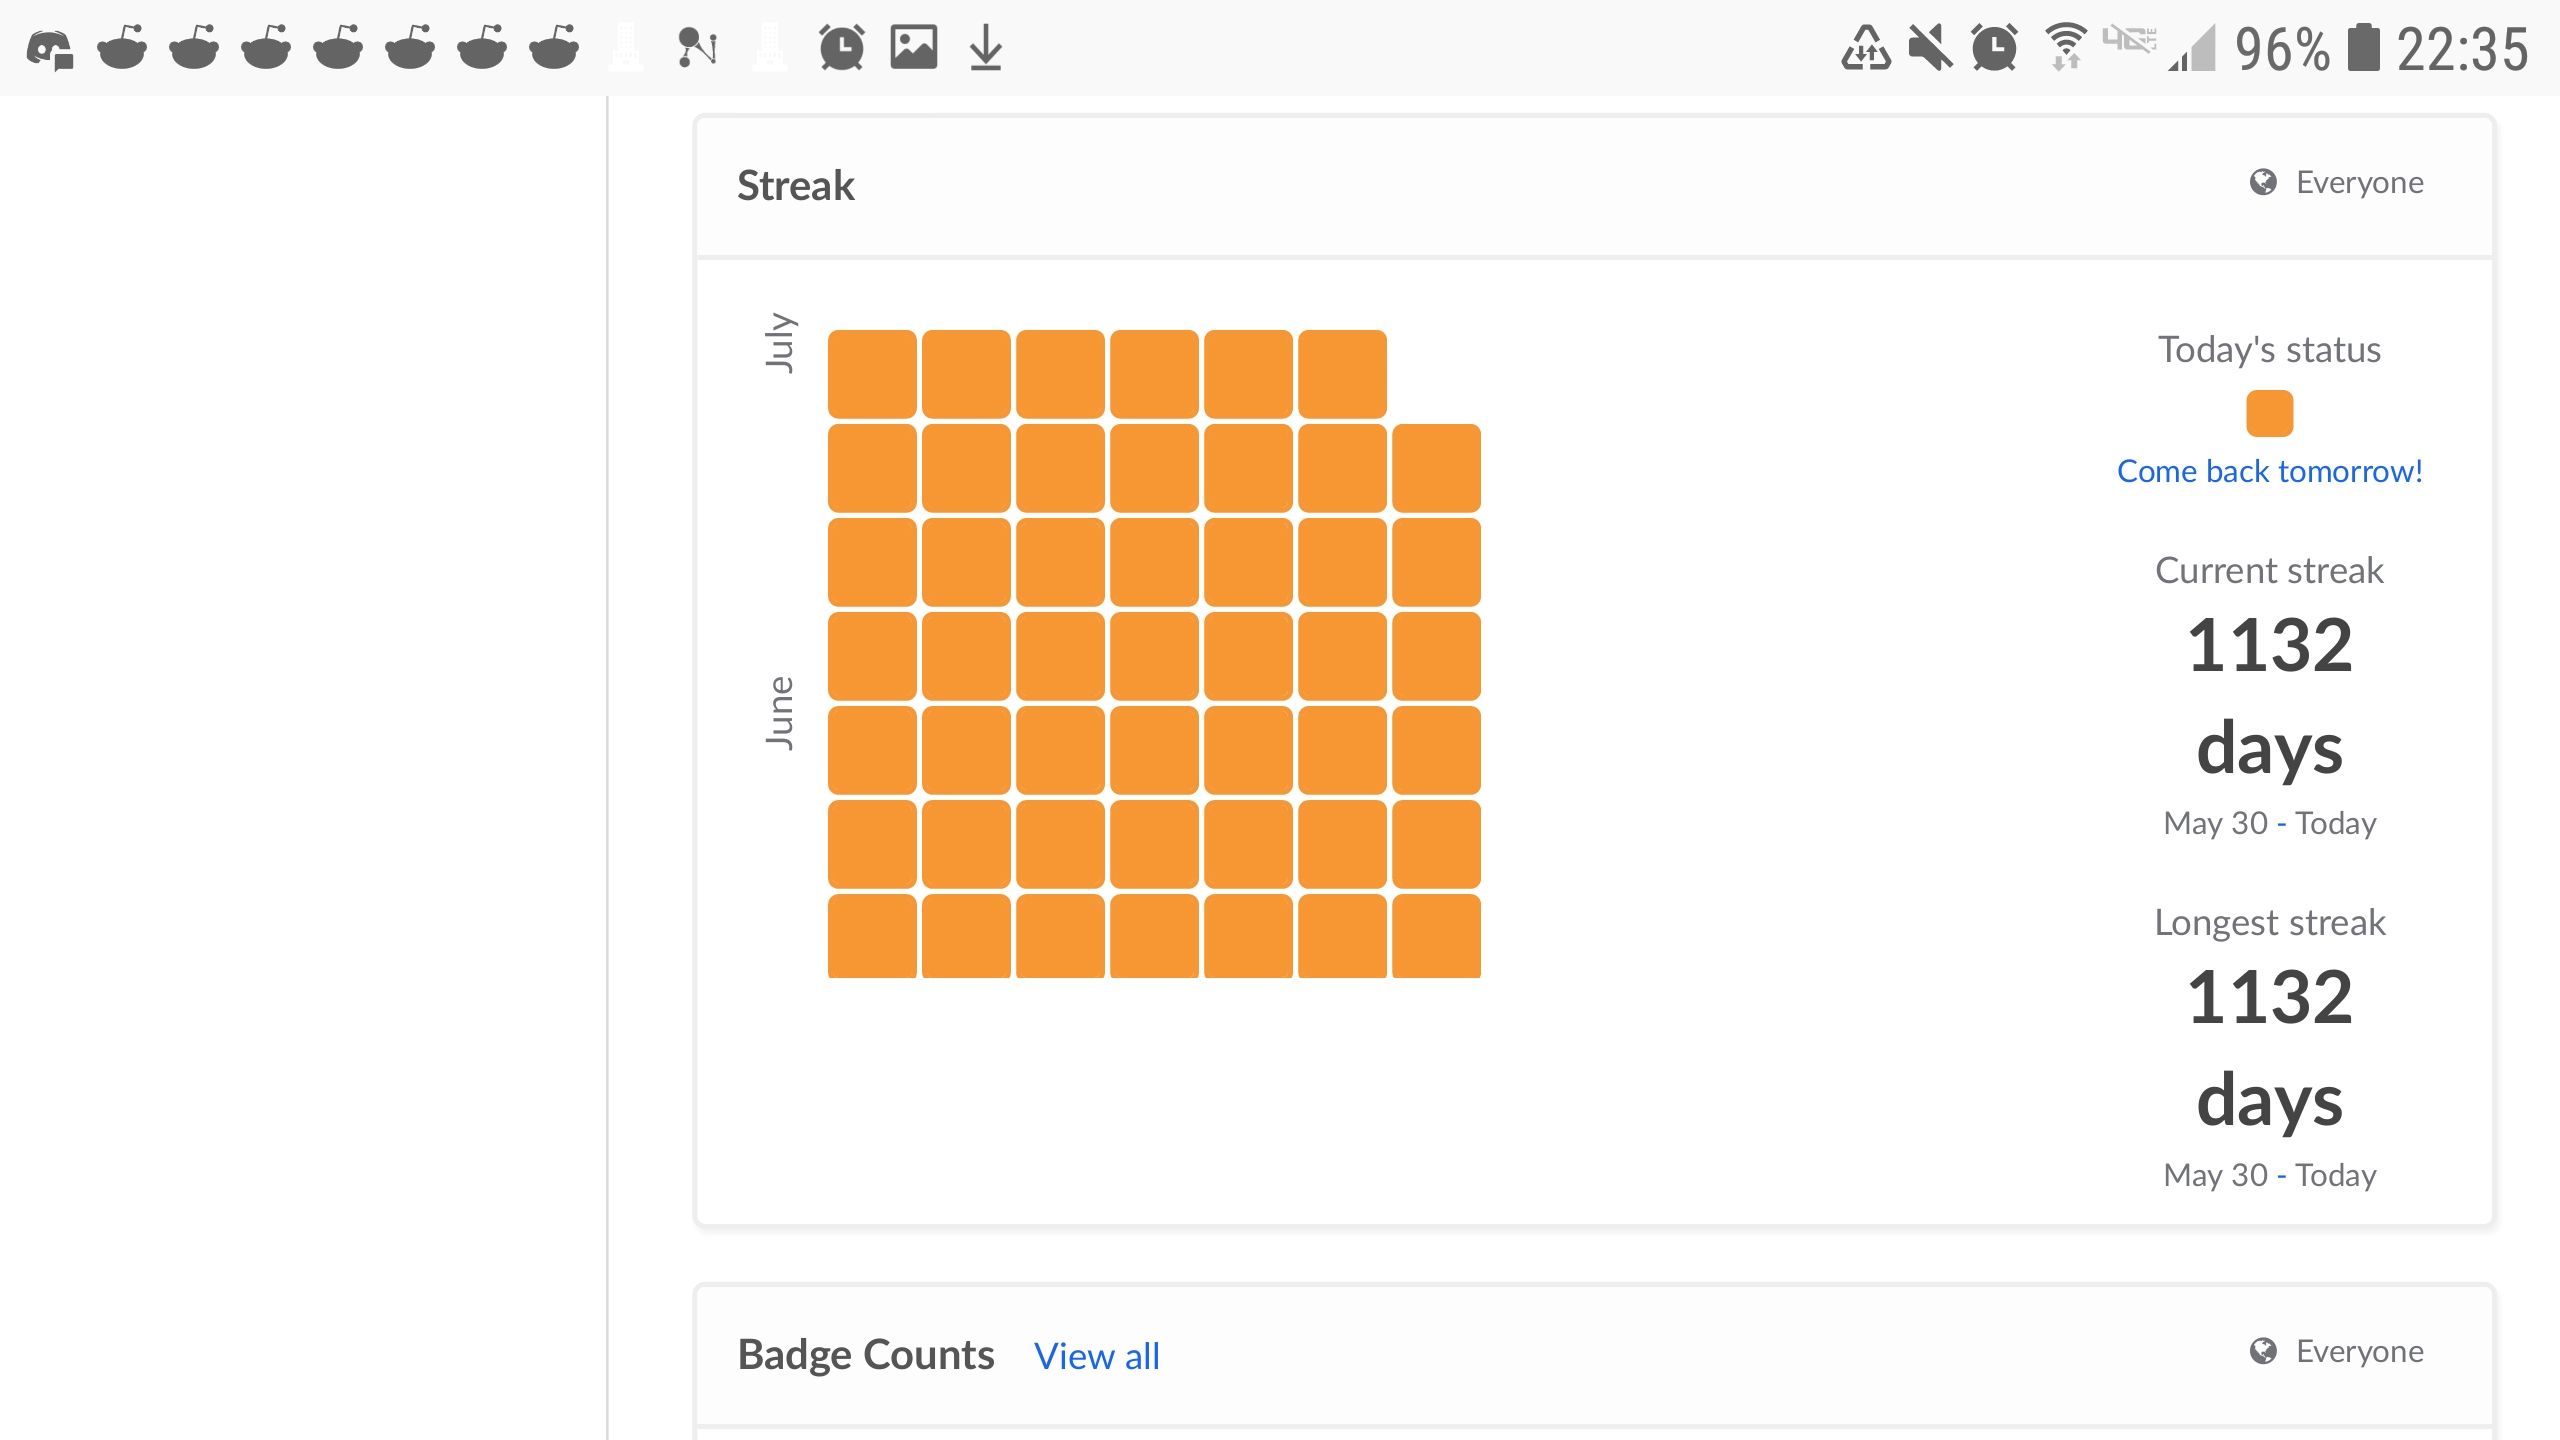 96% 22:35
Streak
Everyone
July
June
Today's status
Come back tomorrow!
Current streak
1132
days
May 30 - Today
Longest streak
1132
days
May 30 - Today
Badge Counts View all
Everyone